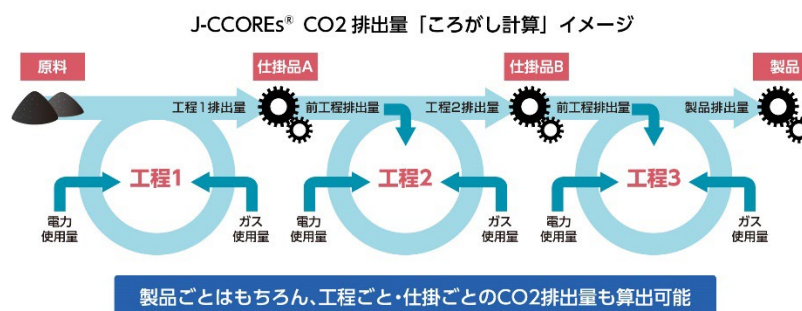 J-CCOREs® CO2 排出量「ころがし計算」イメージ
原料
仕掛品A
仕掛品B
製品
工程1排出量
前工程排出量
工程2排出量
前工程排出量
製品排出量
工程1
工程2
工程3
電力
使用量
ガス
使用量
電力
使用量
ガス
使用量
電力
使用量
ガス
使用量
製品ごとはもちろん、工程ごと・仕掛ごとのCO2排出量も算出可能